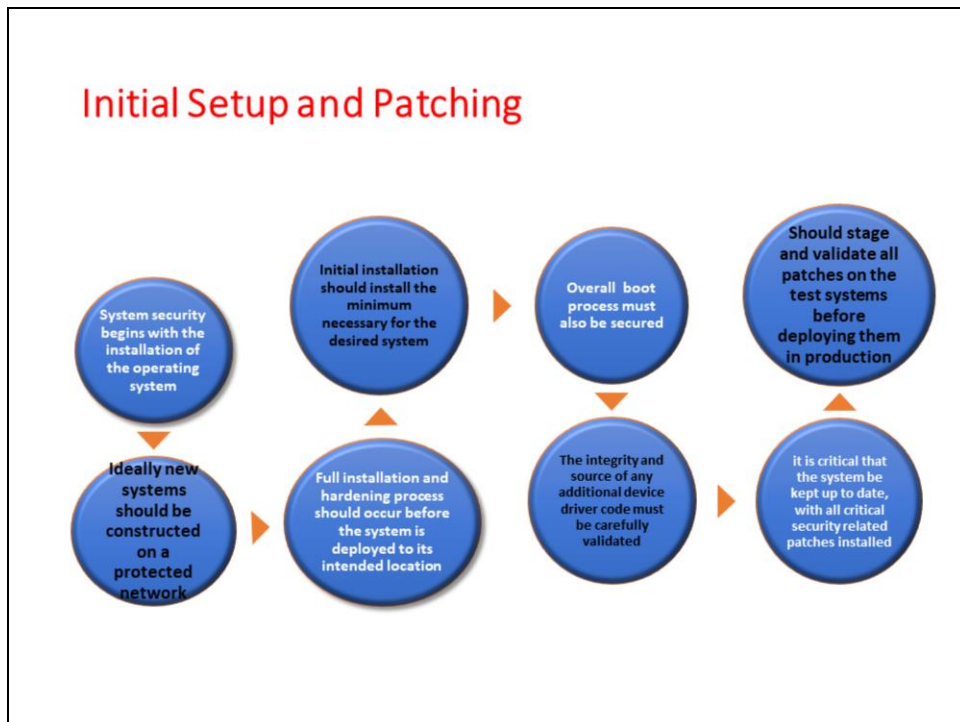 Initial Setup and Patching
System security
begins with the
installation of
the operating
system
Ideally new
systems
should be
constructed
on a
protected
network
Full installation and
hardening process
should occur before
the system is
deployed to its
intended location
Initial installation
should install the
minimum
necessary for the
desired system
Overall boot
process must
also be secured
The integrity and
source of any
additional device
driver code must
be carefully
validated
it is critical that
the system be
kept up to date,
with all critical
security related
patches installed
Should stage
and validate all
patches on the
test systems
before
deploying them
in production